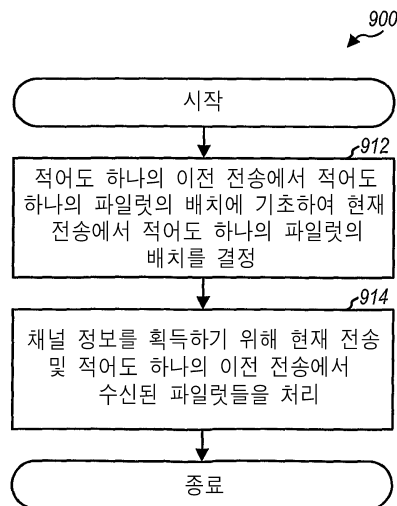 900
시작
912
적어도 하나의 이전 전송에서 적어도
하나의 파일럿의 배치에 기초하여 현재
전송에서 적어도 하나의 파일럿의
배치를 결정
914
채널 정보를 획득하기 위해 현재 전송
및 적어도 하나의 이전 전송에서
수신된 파일럿들을 처리
종료